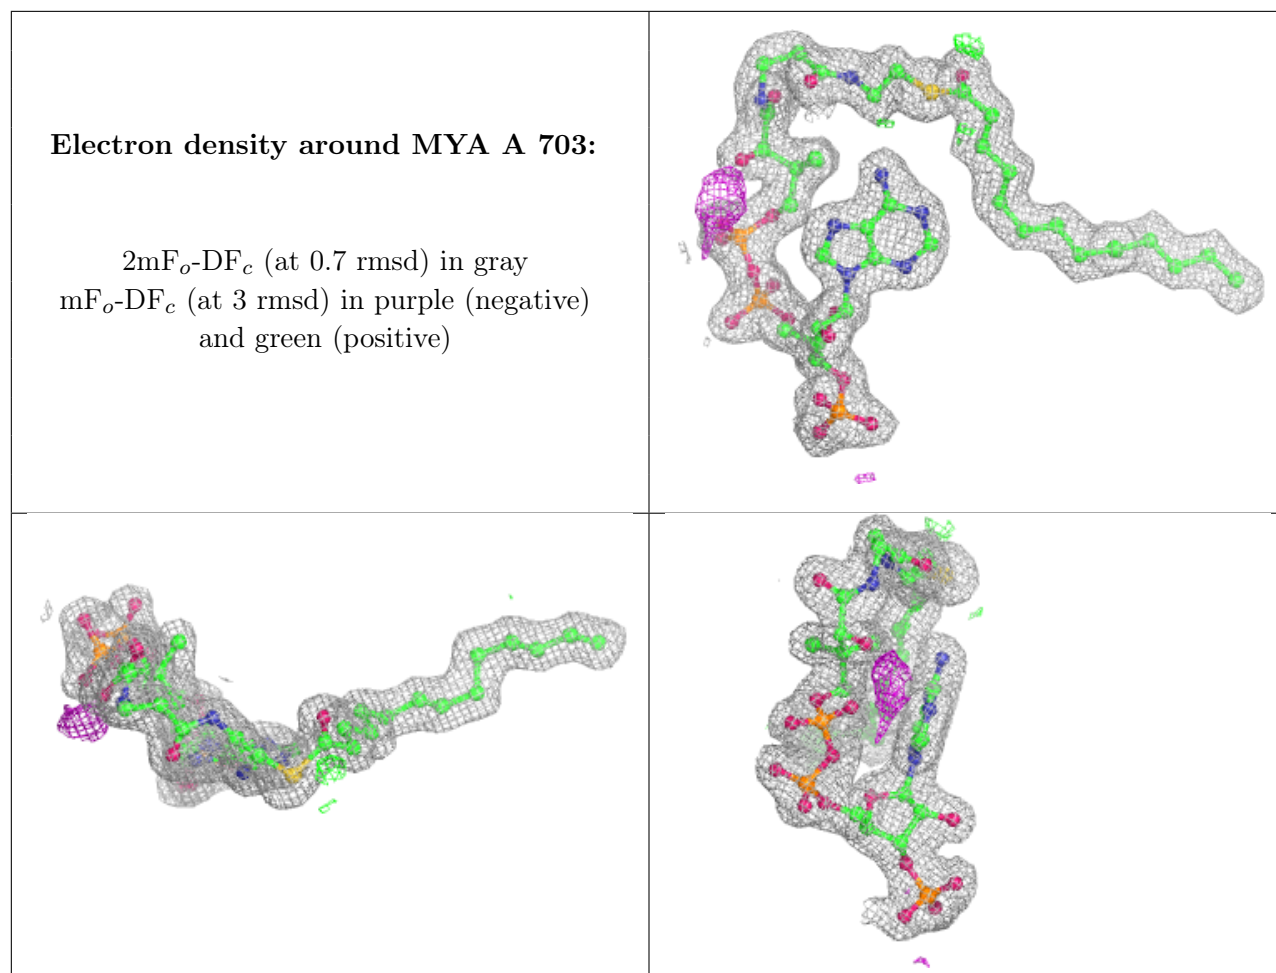 Electron density around MYA A 703:
2mFo-DFc (at 0.7 rmsd) in gray
mFo-DFc (at 3 rmsd) in purple (negative)
and green (positive)